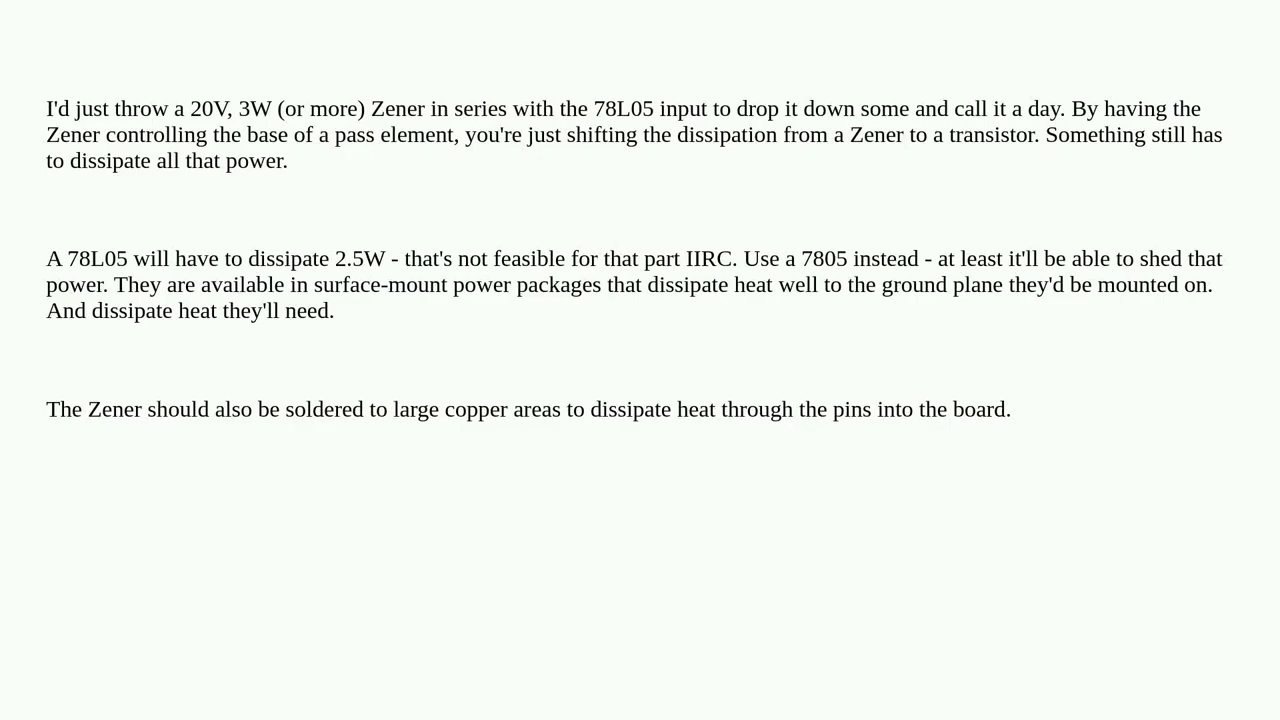 I'd just throw a 20V, 3W (or more) Zener in series with the 78L05 input to drop it down some and call it a day. By having the
Zener controlling the base of a pass element, you're just shifting the dissipation from a Zener to a transistor. Something still has
to dissipate all that power.
A 78L05 will have to dissipate 2.5W - that's not feasible for that part IIRC. Use a 7805 instead - at least it'll be able to shed that
power. They are available in surface-mount power packages that dissipate heat well to the ground plane they'd be mounted on.
And dissipate heat they'll need.
The Zener should also be soldered to large copper areas to dissipate heat through the pins into the board.